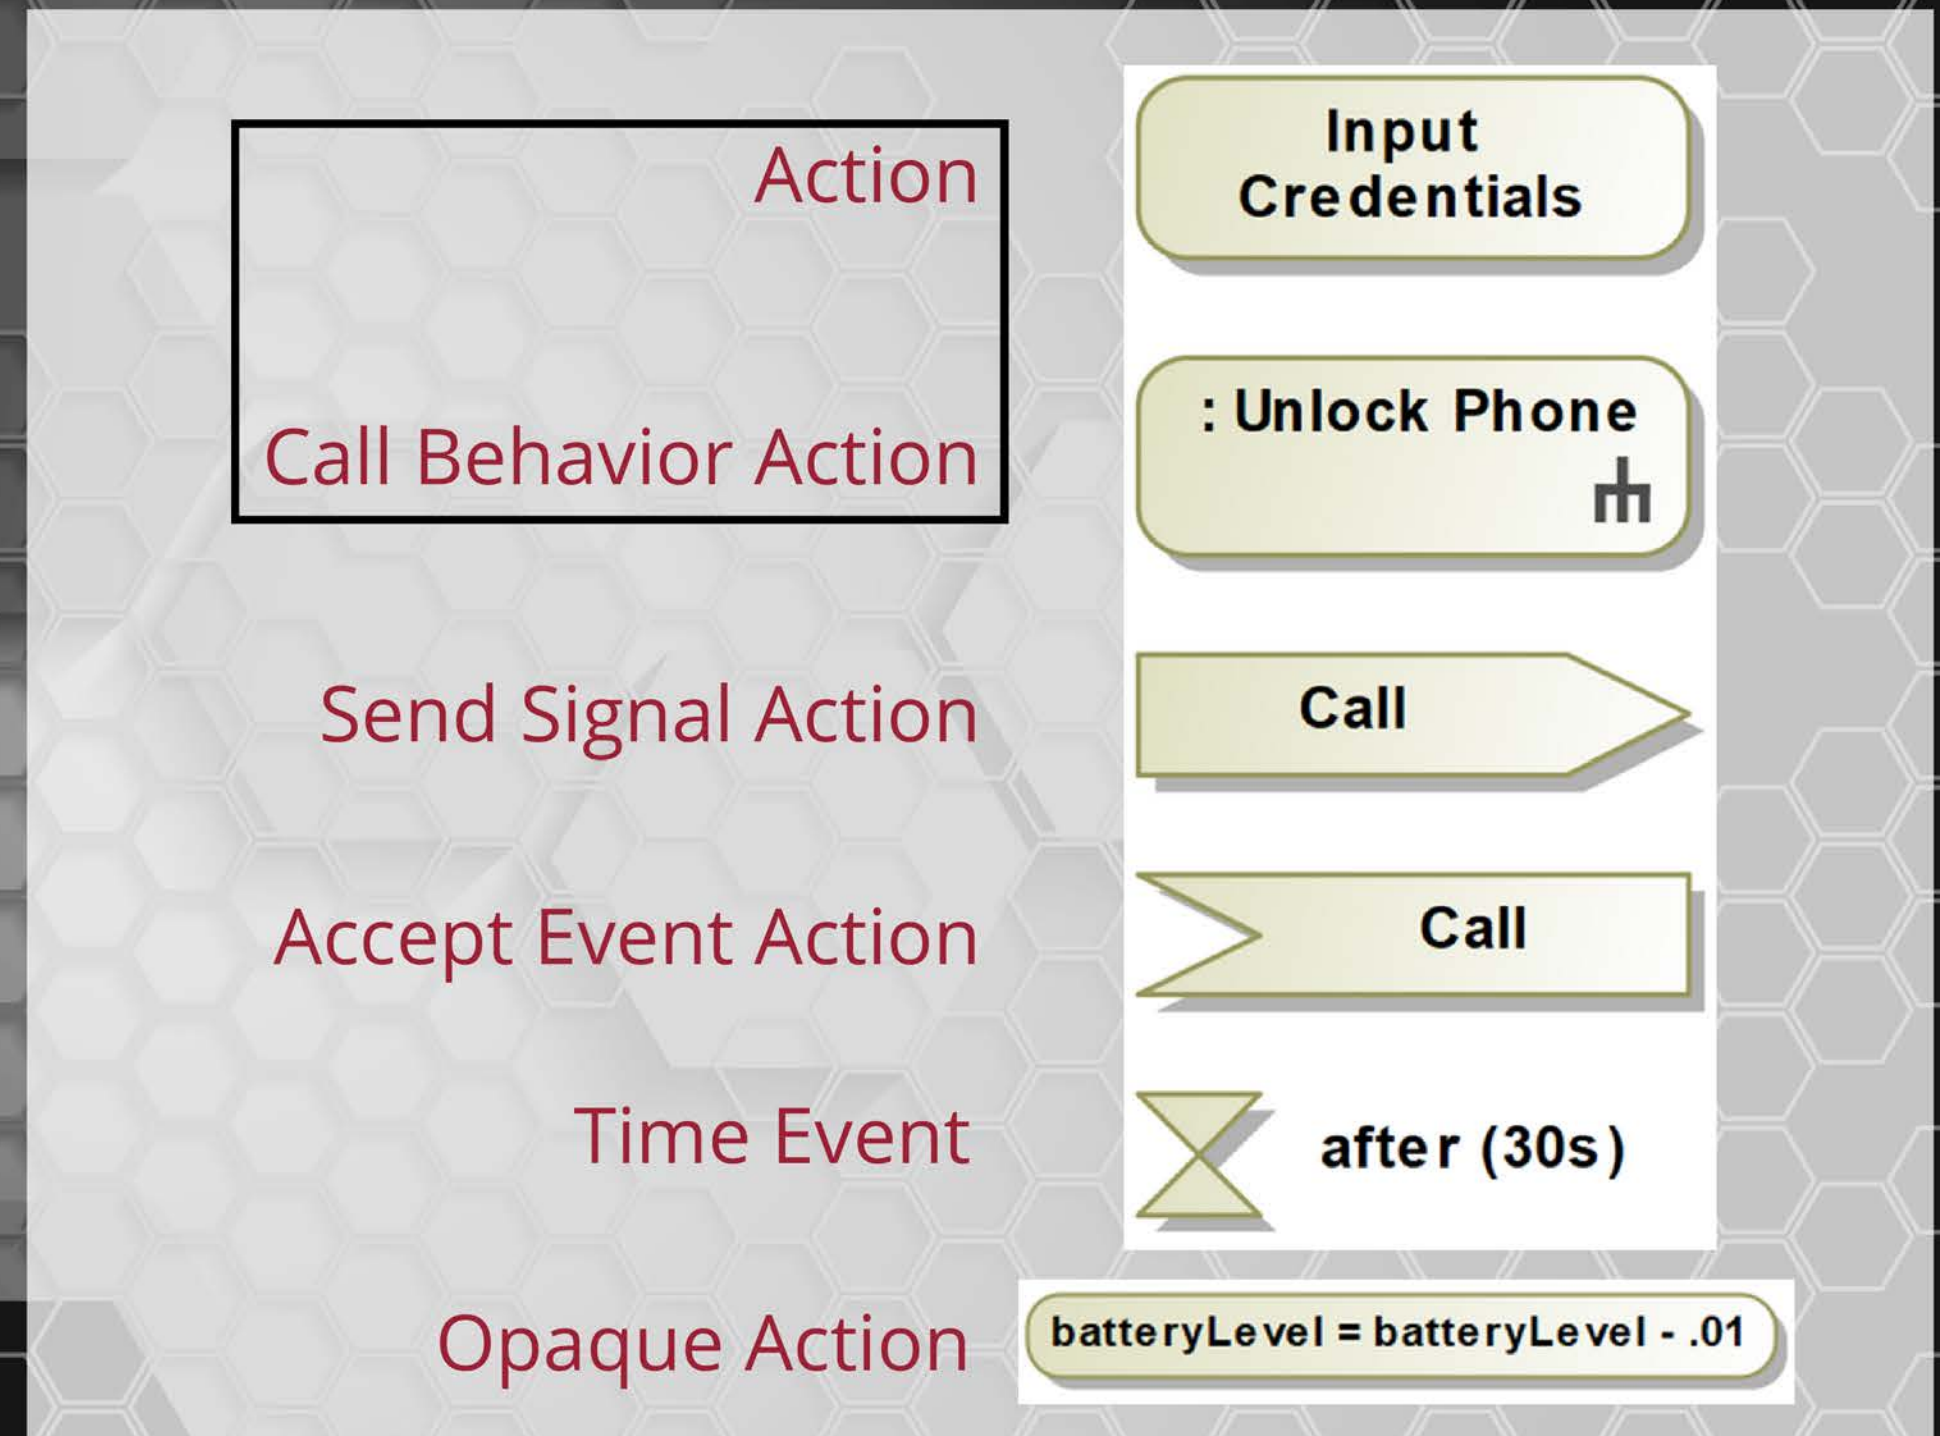 Action
Input
Credentials
Call Behavior Action
: Unlock Phone
Send Signal Action
Call
Accept Event Action
Call
Time Event
after (30s)
Opaque Action
batteryLevel = batteryLevel - .01